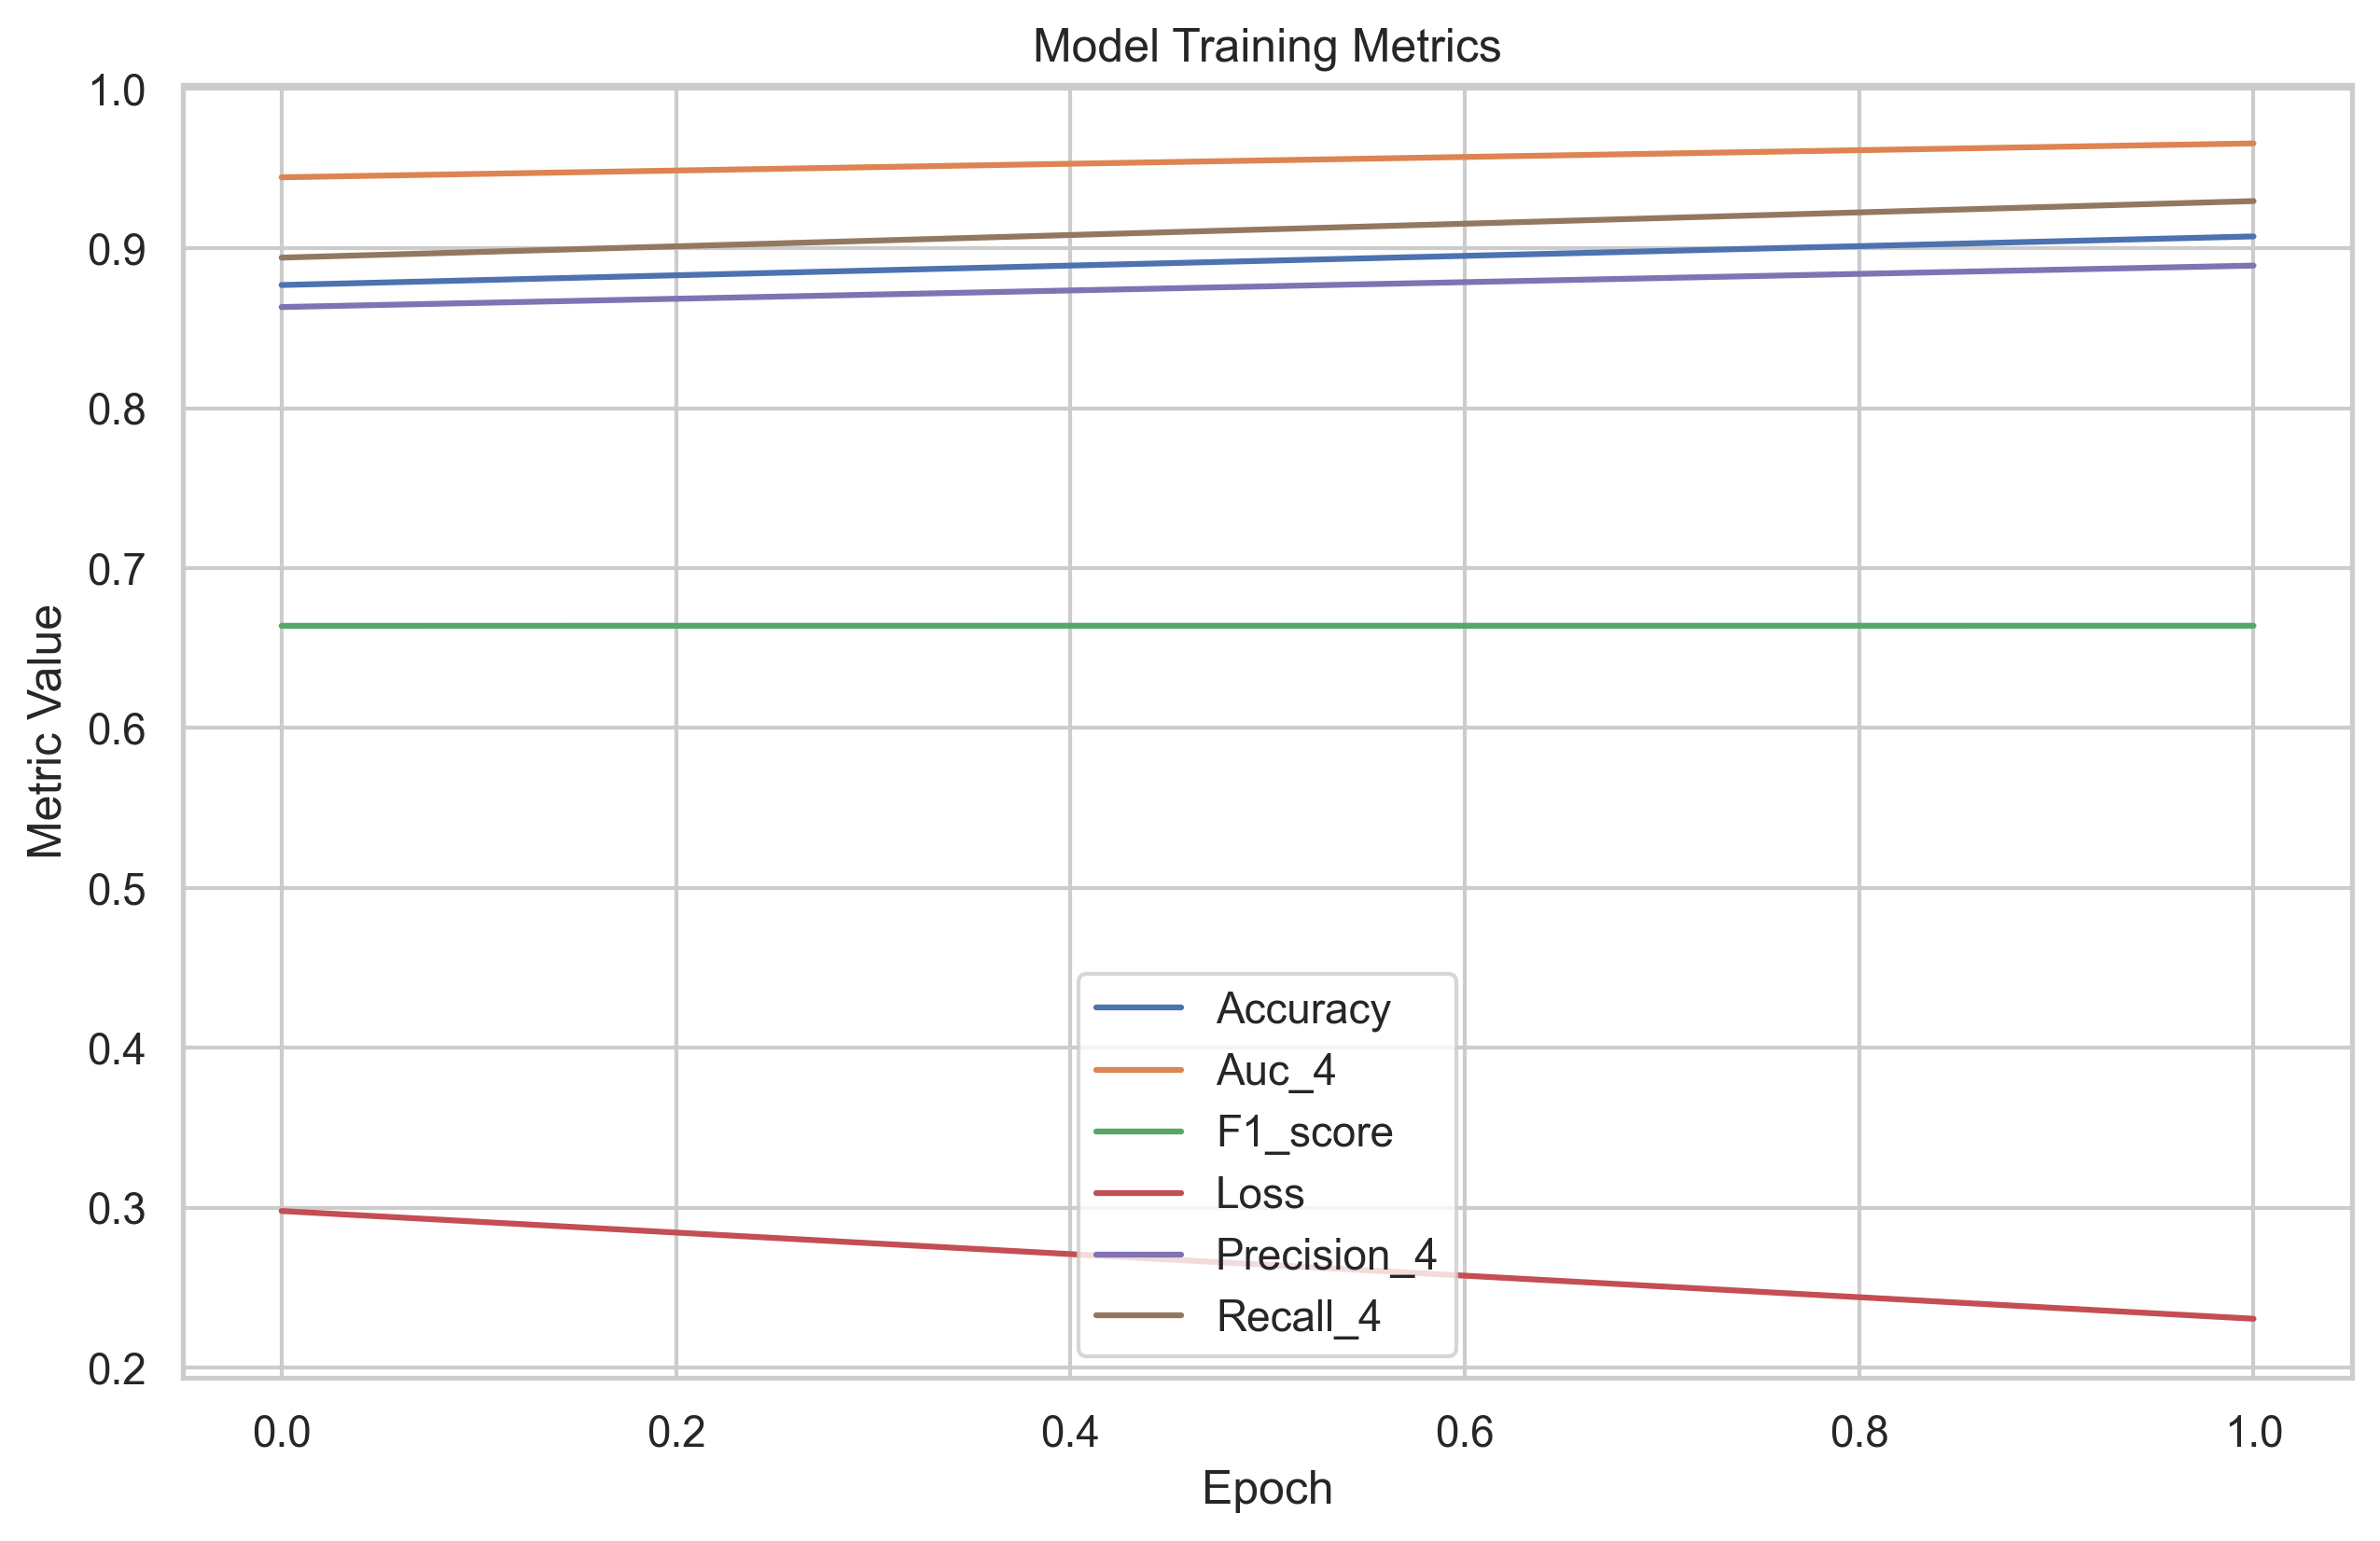 Model Training Metrics
1.0
0.9
0.8
0.7
0.6
0.5
0.4
0.3
0.2
Metric Value
Accuracy
Auc_4
F1_score
Loss
Precision_4
Recall_4
0.0 0.2 0.4 0.6 0.8 1.0
Epoch